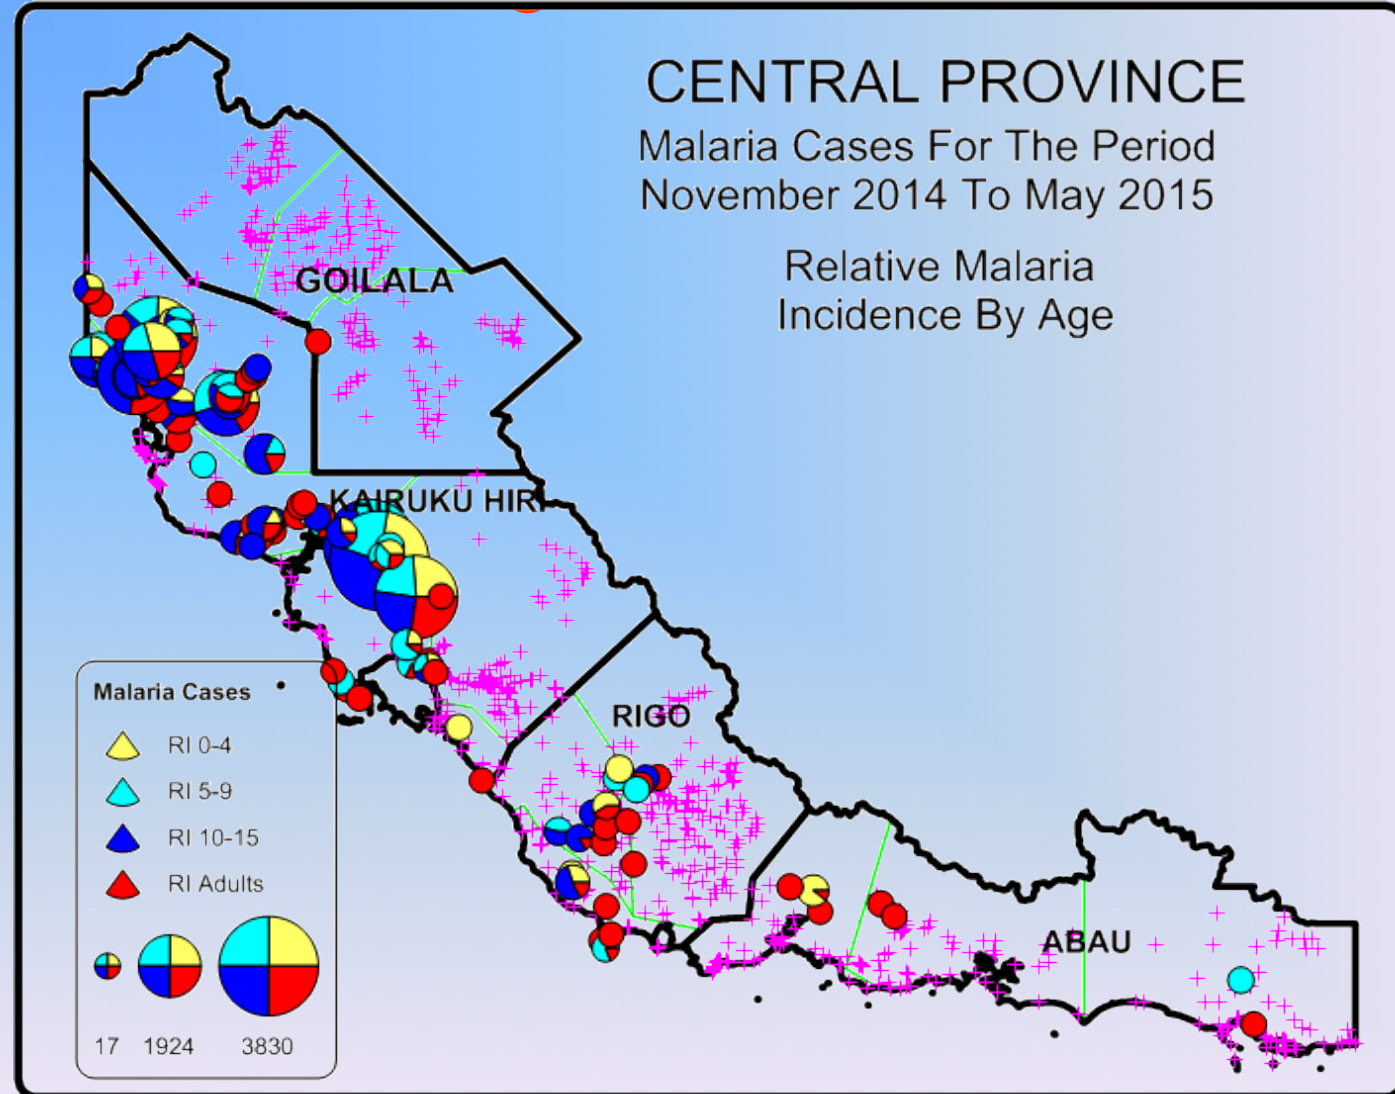 CENTRAL PROVINCE
Malaria Cases For The Period
November 2014 To May 2015
Relative Malaria
Incidence By Age
GOILALA
KAIRUKU HIRI
RIGO
ABAU
Malaria Cases
RI 0-4
RI 5-9
RI 10-15
RI Adults
17 1924 3830